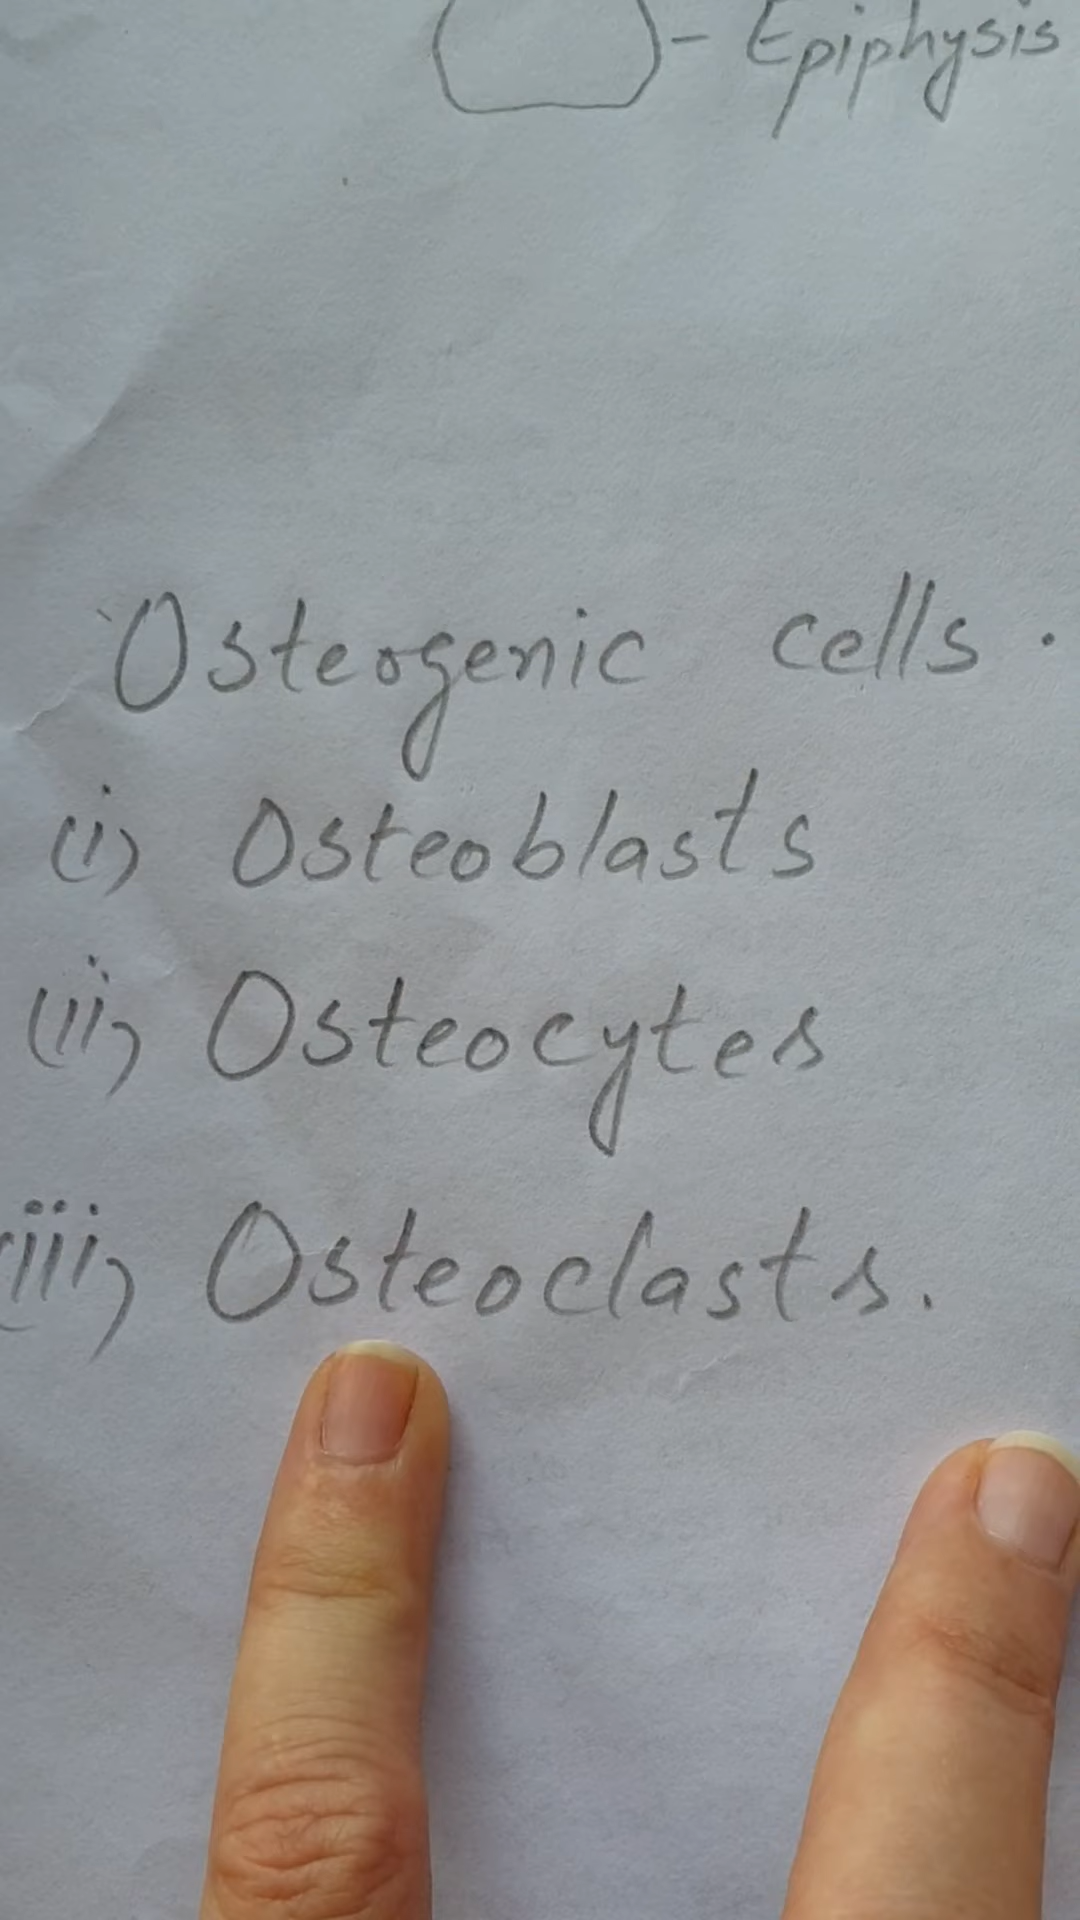 - Epiphysis
Osteogenic cells.
(i) Osteoblasts
(ii) Osteocytes
(iii) Osteoclasts.